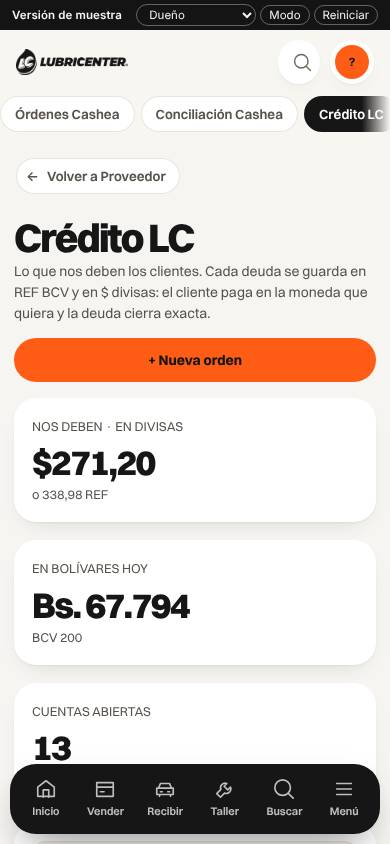 Versión de muestra Dueño Modo Reiniciar
LC LUBRICENTER. ?
Órdenes Cashea Conciliación Cashea Crédito LC
← Volver a Proveedor
Crédito LC
Lo que nos deben los clientes. Cada deuda se guarda en
REF BCV y en $ divisas: el cliente paga en la moneda que
quiera y la deuda cierra exacta.
+ Nueva orden
NOS DEBEN · EN DIVISAS
$271,20
o 338,98 REF
EN BOLÍVARES HOY
Bs. 67.794
BCV 200
CUENTAS ABIERTAS
13
Inicio Vender Recibir Taller Buscar Menú